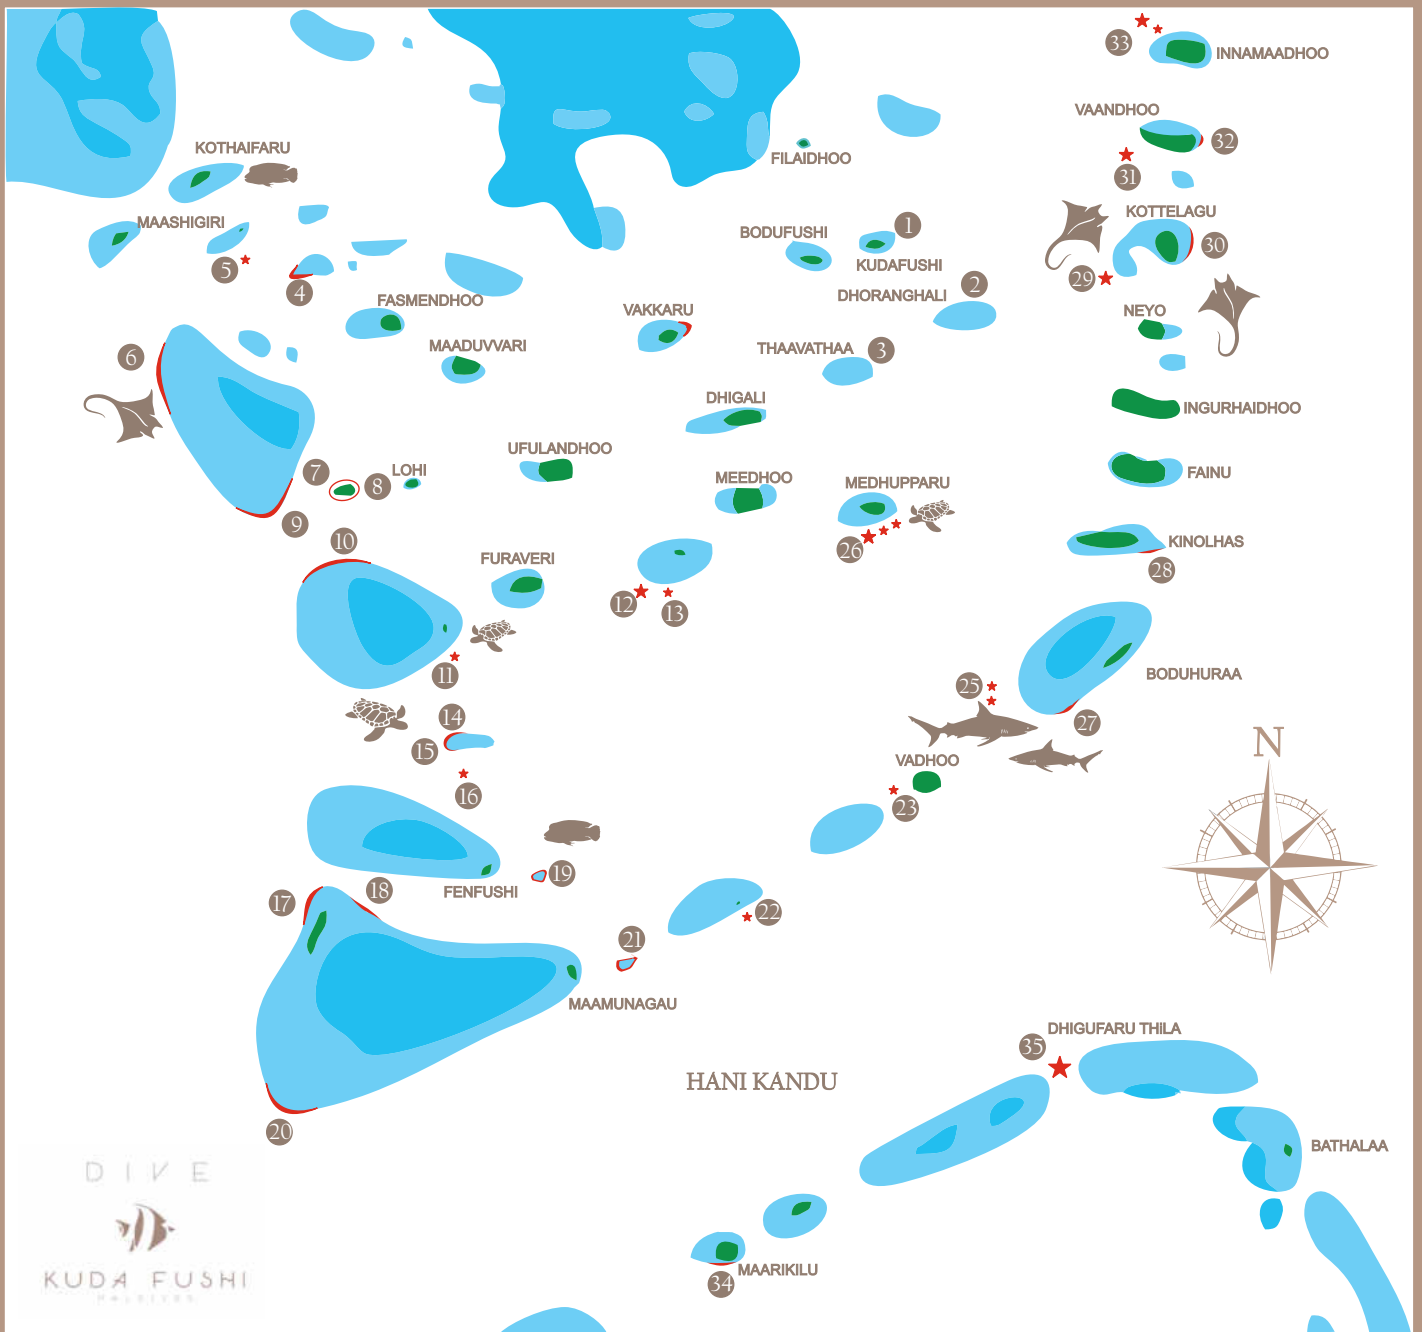 33
INNAMAADHOO
VAANDHOO
32
KOTHAIFARU
FILAIDHOO
31
MAASHIGIRI
KOTTELAGU
1
BODUFUSHI
30
5
KUDAFUSHI
29
4
2
DHORANGHALI
FASMENDHOO
VAKKARU
NEYO
MAADUVVARI
THAAVATHAA
3
6
DHIGALI
INGURHAIDHOO
UFULANDHOO
7
LOHI
8
MEEDHOO
MEDHUPPARU
FAINU
9
10
26
KINOLHAS
FURAVERI
28
12
13
11
25
BODUHURAA
14
15
27
N
VADHOO
16
23
19
FENFUSHI
18
17
22
21
MAAMUNAGAU
DHIGUFARU THILA
35
HANI KANDU
20
BATHALAA
DIVE
KUDA FUSHI
MALDIVES
MAARIKILU
34